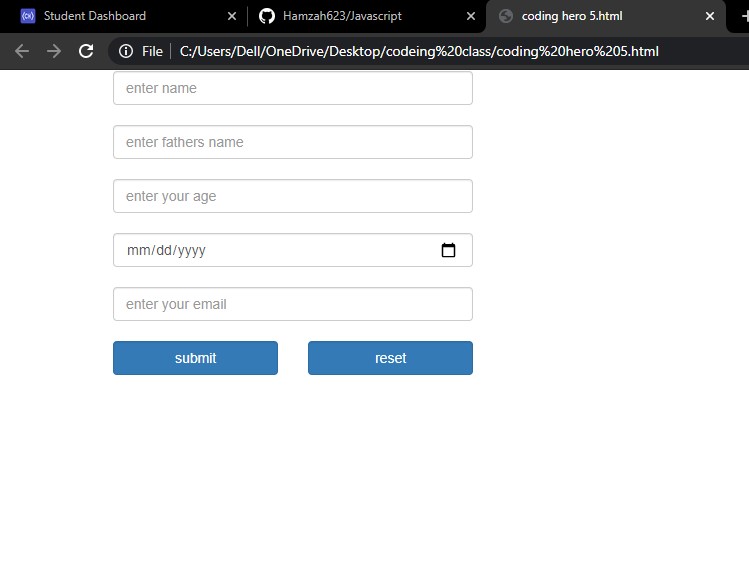 Student Dashboard
Hamzah623/Javascript
coding hero 5.html
File
C:/Users/Dell/OneDrive/Desktop/codeing%20class/coding%20hero%205.html
enter name
enter fathers name
enter your age
mm/dd/yyyy
enter your email
submit
reset